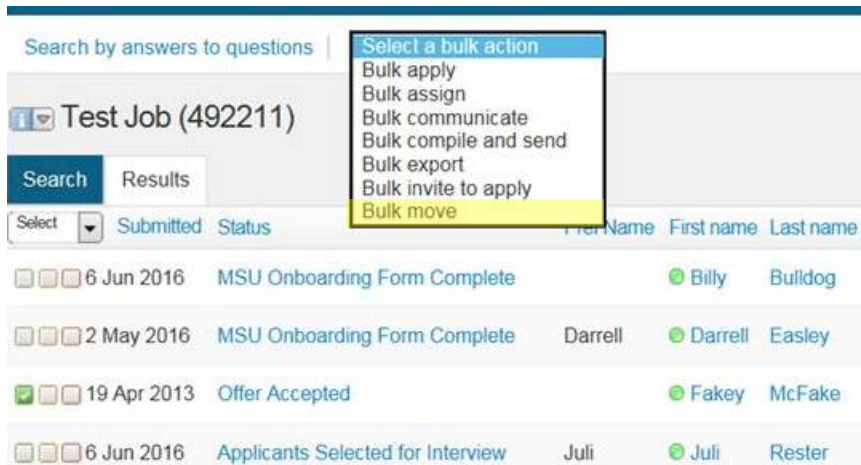 Search by answers to questions
Select a bulk action
Bulk apply
Bulk assign
Bulk communicate
Bulk compile and send
Bulk export
Bulk invite to apply
Bulk move
Test Job (492211)
Search Results
Select Submitted Status Name First name Last name
6 Jun 2016 MSU Onboarding Form Complete Billy Bulldog
2 May 2016 MSU Onboarding Form Complete Darrell Darrell Easley
19 Apr 2013 Offer Accepted Fakey McFake
6 Jun 2016 Applicants Selected for Interview Juli Juli Rester